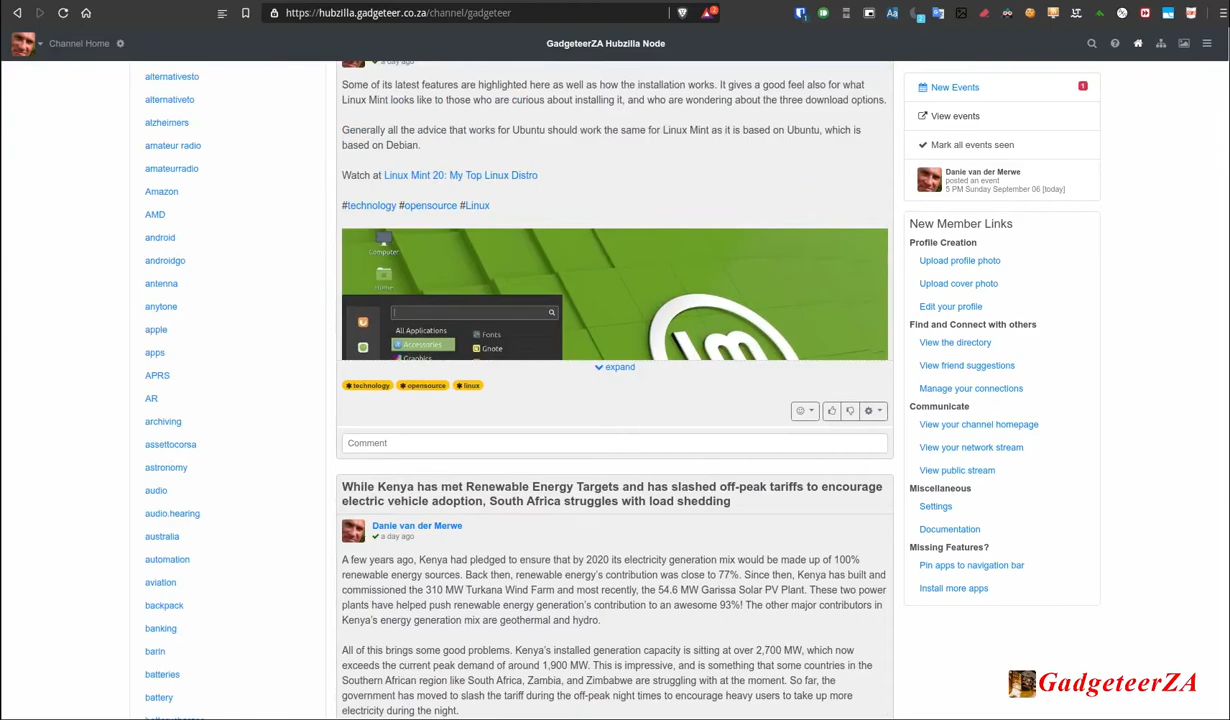 https://hubzilla.gadgeteer.co.za/channel/gadgeteer
Channel Home
GadgeteerZA Hubzilla Node
alternativesto
alternativeto
alzheimers
amateur radio
amateurradio
Amazon
AMD
android
androidgo
antenna
anytone
apple
apps
APRS
AR
archiving
assettocorsa
astronomy
audio
audio.hearing
australia
automation
aviation
backpack
banking
barin
batteries
battery
a day ago
Some of its latest features are highlighted here as well as how the installation works. It gives a good feel also for what
Linux Mint looks like to those who are curious about installing it, and who are wondering about the three download options.
Generally all the advice that works for Ubuntu should work the same for Linux Mint as it is based on Ubuntu, which is
based on Debian.
Watch at Linux Mint 20: My Top Linux Distro
#technology #opensource #Linux
Computer
Home
All Applications
Accessories
Graphics
Fonts
Gnote
expand
technology opensource linux
Comment
While Kenya has met Renewable Energy Targets and has slashed off-peak tariffs to encourage
electric vehicle adoption, South Africa struggles with load shedding
Danie van der Merwe
a day ago
A few years ago, Kenya had pledged to ensure that by 2020 its electricity generation mix would be made up of 100%
renewable energy sources. Back then, renewable energy's contribution was close to 77%. Since then, Kenya has built and
commissioned the 310 MW Turkana Wind Farm and most recently, the 54.6 MW Garissa Solar PV Plant. These two power
plants have helped push renewable energy generation's contribution to an awesome 93%! The other major contributors in
Kenya's energy generation mix are geothermal and hydro.
All of this brings some good problems. Kenya's installed generation capacity is sitting at over 2,700 MW, which now
exceeds the current peak demand of around 1,900 MW. This is impressive, and is something that some countries in the
Southern African region like South Africa, Zambia, and Zimbabwe are struggling with at the moment. So far, the
government has moved to slash the tariff during the off-peak night times to encourage heavy users to take up more
electricity during the night.
New Events
1
View events
Mark all events seen
Danie van der Merwe
posted an event
5 PM Sunday September 06 [today]
New Member Links
Profile Creation
Upload profile photo
Upload cover photo
Edit your profile
Find and Connect with others
View the directory
View friend suggestions
Manage your connections
Communicate
View your channel homepage
View your network stream
View public stream
Miscellaneous
Settings
Documentation
Missing Features?
Pin apps to navigation bar
Install more apps
GadgeteerZA